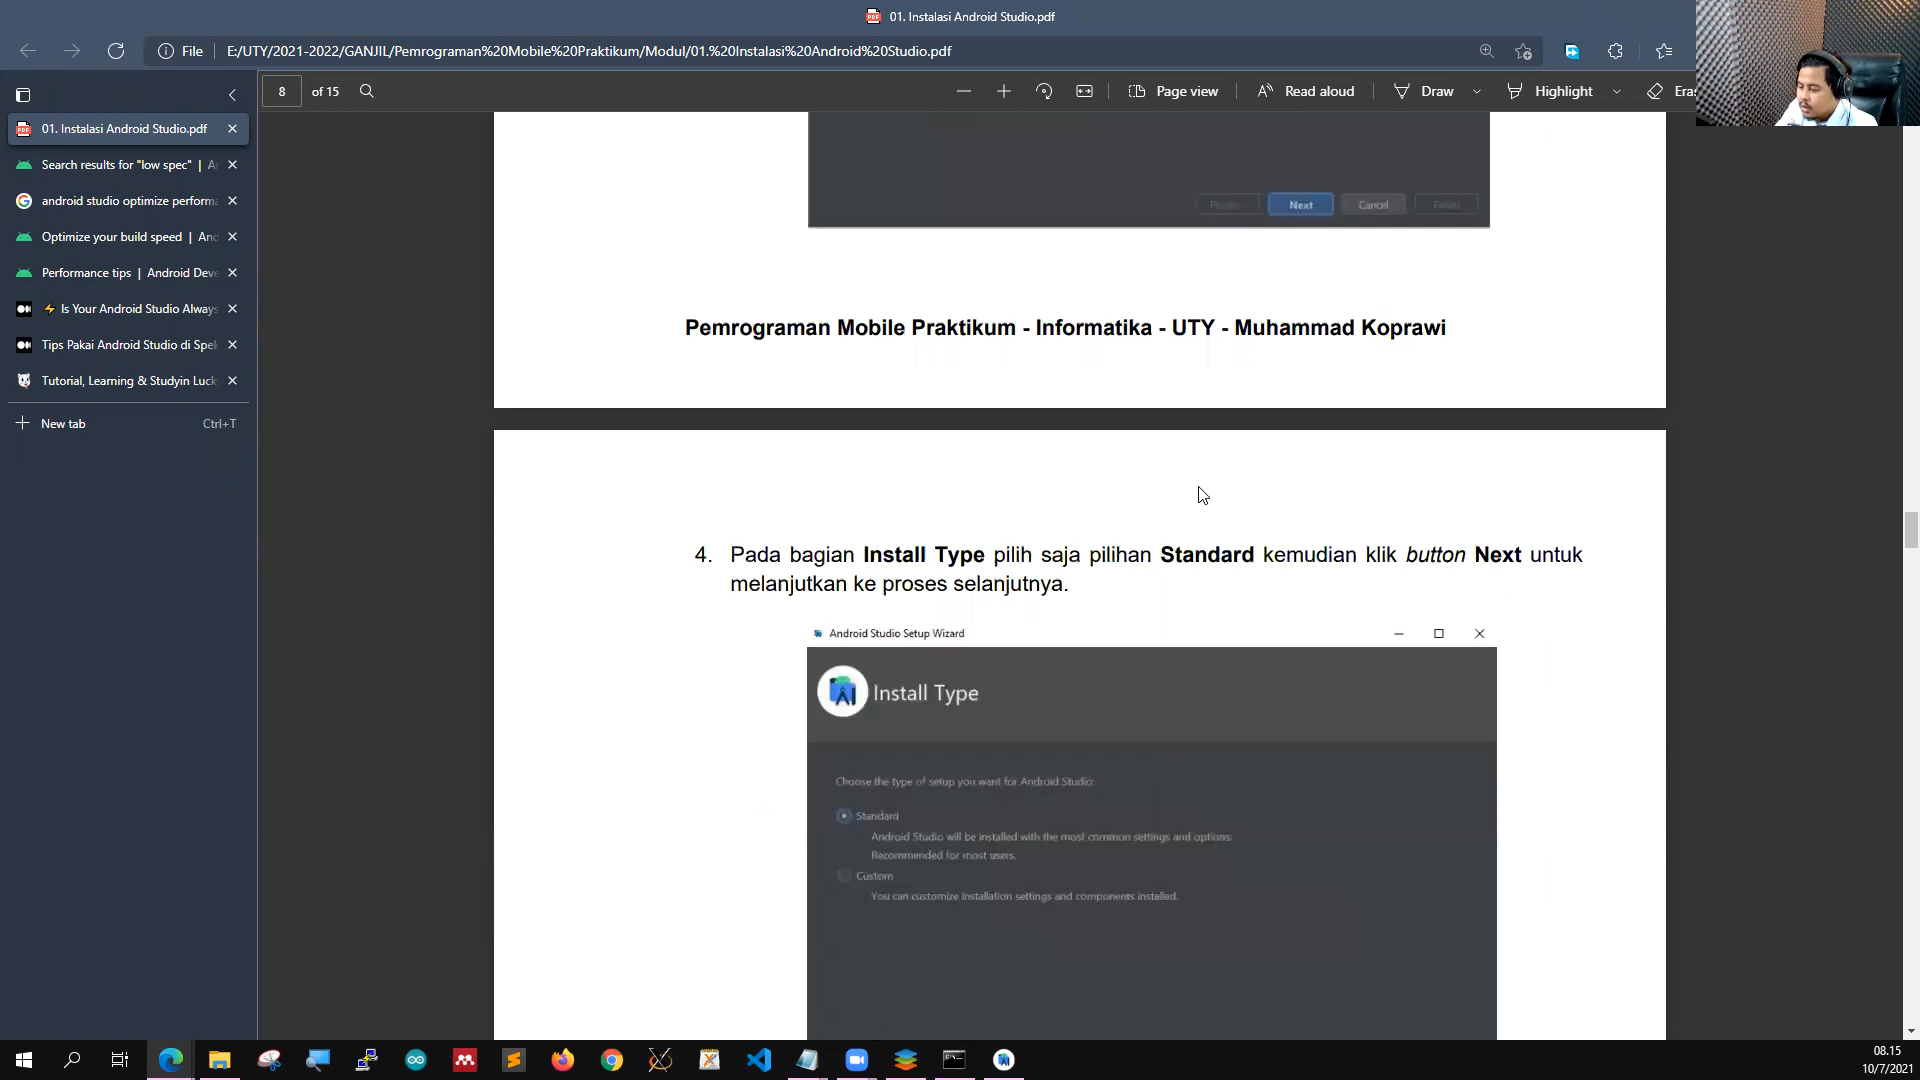 01. Instalasi Android Studio.pdf
File
E:/UTY/2021-2022/GANJIL/Pemrograman%20Mobile%20Praktikum/Modul/01.%20Instalasi%20Android%20Studio.pdf
8 of 15
Page view
Read aloud
Draw
Highlight
Eras
01. Instalasi Android Studio.pdf
Search results for "low spec" |
android studio optimize performa
Optimize your build speed | And
Performance tips | Android Deve
⚡ Is Your Android Studio Always
Tips Pakai Android Studio di Spe
Tutorial, Learning & Studyin Luck
New tab Ctrl+T
Next Cancel
Pemrograman Mobile Praktikum - Informatika - UTY - Muhammad Koprawi
4. Pada bagian Install Type pilih saja pilihan Standard kemudian klik button Next untuk
melanjutkan ke proses selanjutnya.
Android Studio Setup Wizard
Install Type
Choose the type of setup you want for Android Studio:
Standard
Android Studio will be installed with the most common settings and options.
Recommended for most users.
Custom
You can customize installation settings and components installed.
08.15
10/7/2021